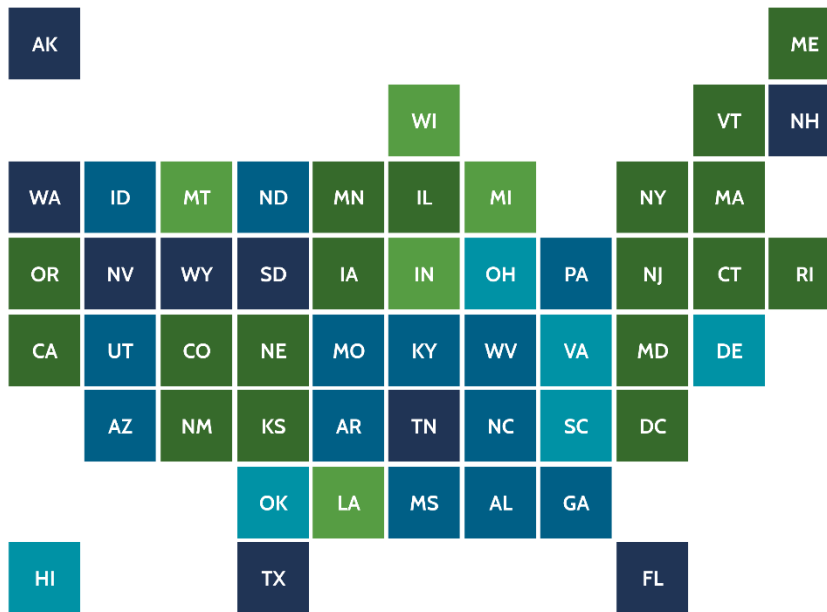 AK ME
WI VT NH
WA ID MT ND MN IL MI NY MA
OR NV WY SD IA IN OH PA NJ CT RI
CA UT CO NE MO KY WV VA MD DE
AZ NM KS AR TN NC SC DC
OK LA MS AL GA
HI TX FL